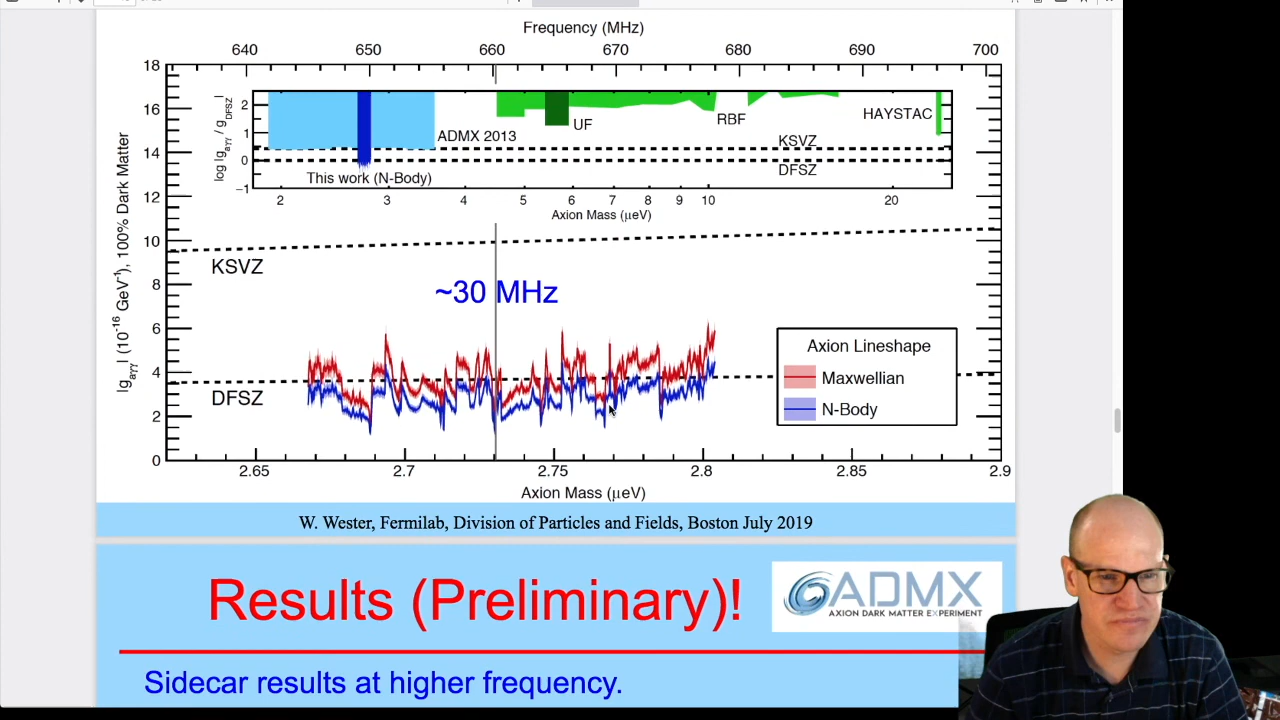 Frequency (MHz)
640 650 660 670 680 690 700
18
16
14
12
10
8
6
4
2
0
|gaγγ| (10⁻¹⁶ GeV⁻¹), 100% Dark Matter
log |gaγγ / gDFSZ|
2
1
0
−1
ADMX 2013
UF
RBF
HAYSTAC
KSVZ
DFSZ
This work (N-Body)
2 3 4 5 6 7 8 9 10 20
Axion Mass (μeV)
KSVZ
~30 MHz
DFSZ
Axion Lineshape
Maxwellian
N-Body
2.65 2.7 2.75 2.8 2.85 2.9
Axion Mass (μeV)
W. Wester, Fermilab, Division of Particles and Fields, Boston July 2019
Results (Preliminary)!
ADMX
AXION DARK MATTER EXPERIMENT
Sidecar results at higher frequency.